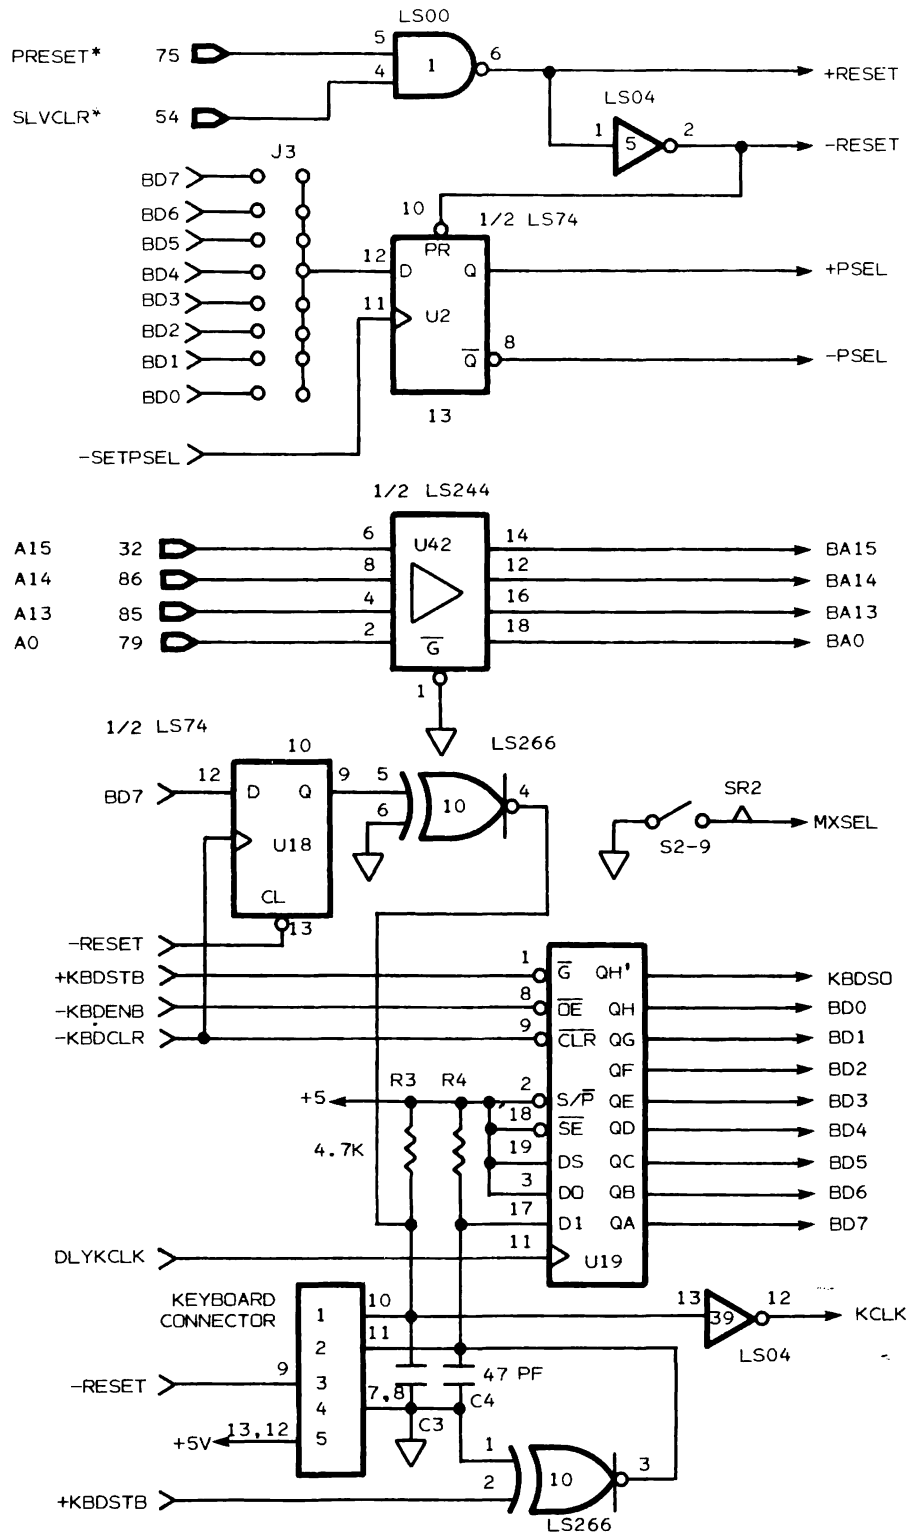 LS00
PRESET* 75 5 6
4 1 +RESET
SLVCLR* 54 LS04
1 5 2 -RESET
J3
BD7
10 1/2 LS74
BD6
BD5 PR
BD4 12 D Q +PSEL
BD3 11
U2
BD2
BD1 Q 8 -PSEL
BD0
13
-SETPSEL
1/2 LS244
A15 32 6 U42 14 BA15
A14 86 8 12 BA14
A13 85 4 16 BA13
A0 79 2 18 BA0
G
1
1/2 LS74
10 LS266
BD7 12 D Q 9 5 10 4
6
U18
CL
13
SR2
S2-9 MXSEL
-RESET
+KBDSTB 1 G QH' KBDSO
-KBDENB 8 OE QH BD0
-KBDCLR 9 CLR QG BD1
QF BD2
R3 R4
+5 2 S/P QE BD3
18 SE QD BD4
4.7K 19 DS QC BD5
3 D0 QB BD6
17 D1 QA BD7
DLYKCLK 11 U19
KEYBOARD
CONNECTOR
1 10 13 39 12 KCLK
2 11 LS04
47 PF
-RESET 9 3
7,8 C4
4 C3
+5V 13,12 5
1
2 10 3
+KBDSTB
LS266